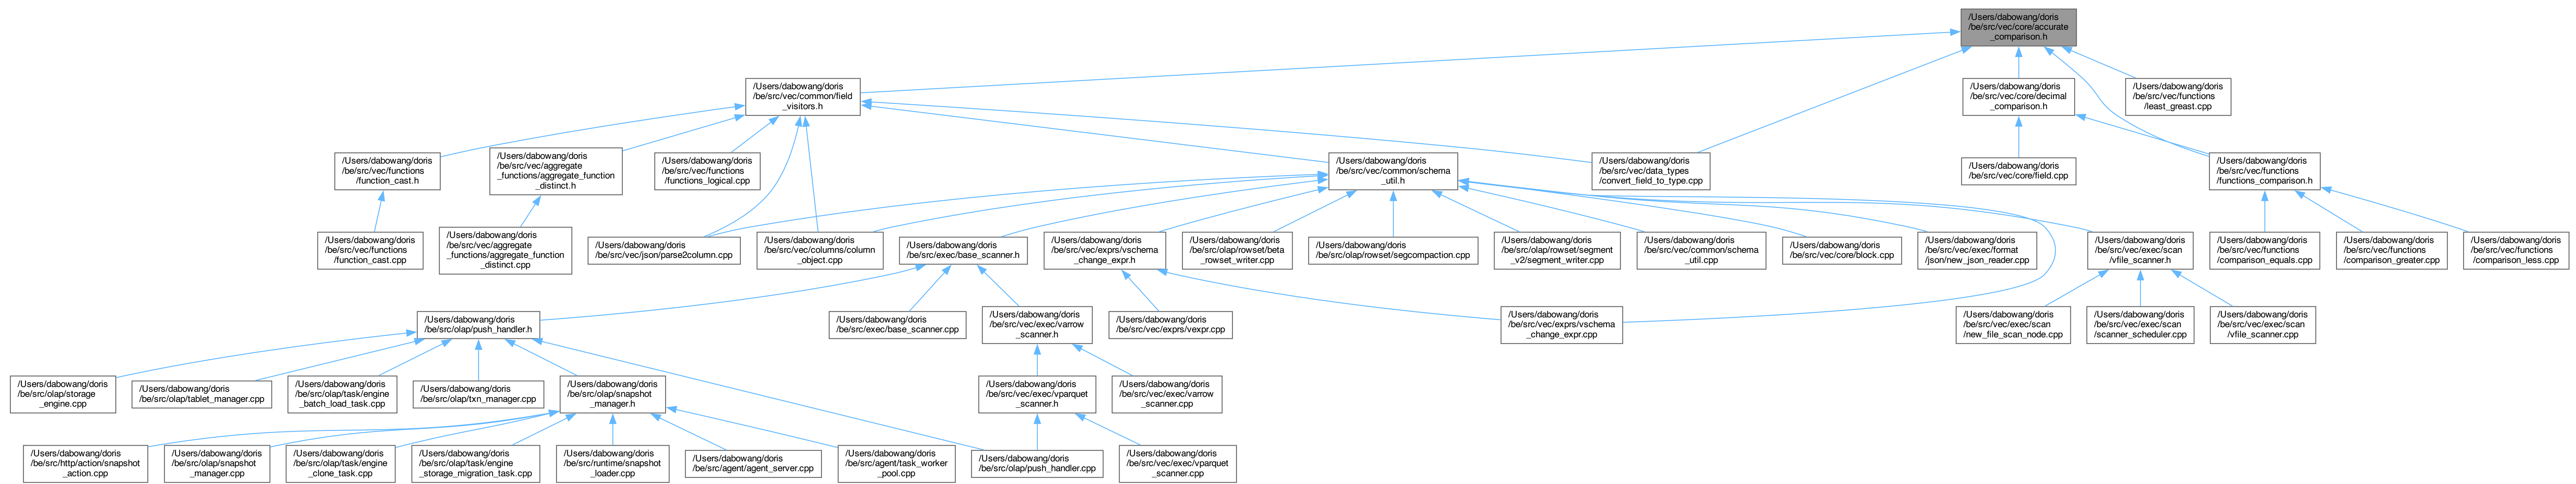 /Users/dabowang/doris
/be/src/vec/core/accurate
_comparison.h
/Users/dabowang/doris
/be/src/vec/common/field
_visitors.h
/Users/dabowang/doris
/be/src/vec/core/decimal
_comparison.h
/Users/dabowang/doris
/be/src/vec/functions
/least_greast.cpp
/Users/dabowang/doris
/be/src/vec/functions
/function_cast.h
/Users/dabowang/doris
/be/src/vec/aggregate
_functions/aggregate_function
_distinct.h
/Users/dabowang/doris
/be/src/vec/functions
/functions_logical.cpp
/Users/dabowang/doris
/be/src/vec/common/schema
_util.h
/Users/dabowang/doris
/be/src/vec/data_types
/convert_field_to_type.cpp
/Users/dabowang/doris
/be/src/vec/core/field.cpp
/Users/dabowang/doris
/be/src/vec/functions
/functions_comparison.h
/Users/dabowang/doris
/be/src/vec/functions
/function_cast.cpp
/Users/dabowang/doris
/be/src/vec/aggregate
_functions/aggregate_function
_distinct.cpp
/Users/dabowang/doris
/be/src/vec/json/parse2column.cpp
/Users/dabowang/doris
/be/src/vec/columns/column
_object.cpp
/Users/dabowang/doris
/be/src/exec/base_scanner.h
/Users/dabowang/doris
/be/src/vec/exprs/vschema
_change_expr.h
/Users/dabowang/doris
/be/src/olap/rowset/beta
_rowset_writer.cpp
/Users/dabowang/doris
/be/src/olap/rowset/segcompaction.cpp
/Users/dabowang/doris
/be/src/olap/rowset/segment
_v2/segment_writer.cpp
/Users/dabowang/doris
/be/src/vec/common/schema
_util.cpp
/Users/dabowang/doris
/be/src/vec/core/block.cpp
/Users/dabowang/doris
/be/src/vec/exec/format
/json/new_json_reader.cpp
/Users/dabowang/doris
/be/src/vec/exec/scan
/vfile_scanner.h
/Users/dabowang/doris
/be/src/vec/functions
/comparison_equals.cpp
/Users/dabowang/doris
/be/src/vec/functions
/comparison_greater.cpp
/Users/dabowang/doris
/be/src/vec/functions
/comparison_less.cpp
/Users/dabowang/doris
/be/src/olap/push_handler.h
/Users/dabowang/doris
/be/src/exec/base_scanner.cpp
/Users/dabowang/doris
/be/src/vec/exec/varrow
_scanner.h
/Users/dabowang/doris
/be/src/vec/exprs/vexpr.cpp
/Users/dabowang/doris
/be/src/vec/exprs/vschema
_change_expr.cpp
/Users/dabowang/doris
/be/src/vec/exec/scan
/new_file_scan_node.cpp
/Users/dabowang/doris
/be/src/vec/exec/scan
/scanner_scheduler.cpp
/Users/dabowang/doris
/be/src/vec/exec/scan
/vfile_scanner.cpp
/Users/dabowang/doris
/be/src/olap/storage
_engine.cpp
/Users/dabowang/doris
/be/src/olap/tablet_manager.cpp
/Users/dabowang/doris
/be/src/olap/task/engine
_batch_load_task.cpp
/Users/dabowang/doris
/be/src/olap/txn_manager.cpp
/Users/dabowang/doris
/be/src/olap/snapshot
_manager.h
/Users/dabowang/doris
/be/src/vec/exec/vparquet
_scanner.h
/Users/dabowang/doris
/be/src/vec/exec/varrow
_scanner.cpp
/Users/dabowang/doris
/be/src/http/action/snapshot
_action.cpp
/Users/dabowang/doris
/be/src/olap/snapshot
_manager.cpp
/Users/dabowang/doris
/be/src/olap/task/engine
_clone_task.cpp
/Users/dabowang/doris
/be/src/olap/task/engine
_storage_migration_task.cpp
/Users/dabowang/doris
/be/src/runtime/snapshot
_loader.cpp
/Users/dabowang/doris
/be/src/agent/agent_server.cpp
/Users/dabowang/doris
/be/src/agent/task_worker
_pool.cpp
/Users/dabowang/doris
/be/src/olap/push_handler.cpp
/Users/dabowang/doris
/be/src/vec/exec/vparquet
_scanner.cpp